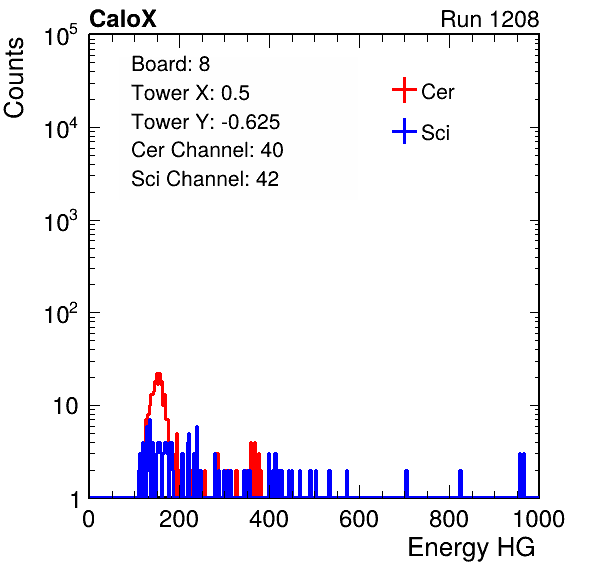 CaloX Run 1208
Board: 8
Tower X: 0.5
Tower Y: -0.625
Cer Channel: 40
Sci Channel: 42
Cer
Sci
Counts
10^5
10^4
10^3
10^2
10
1
0 200 400 600 800 1000
Energy HG